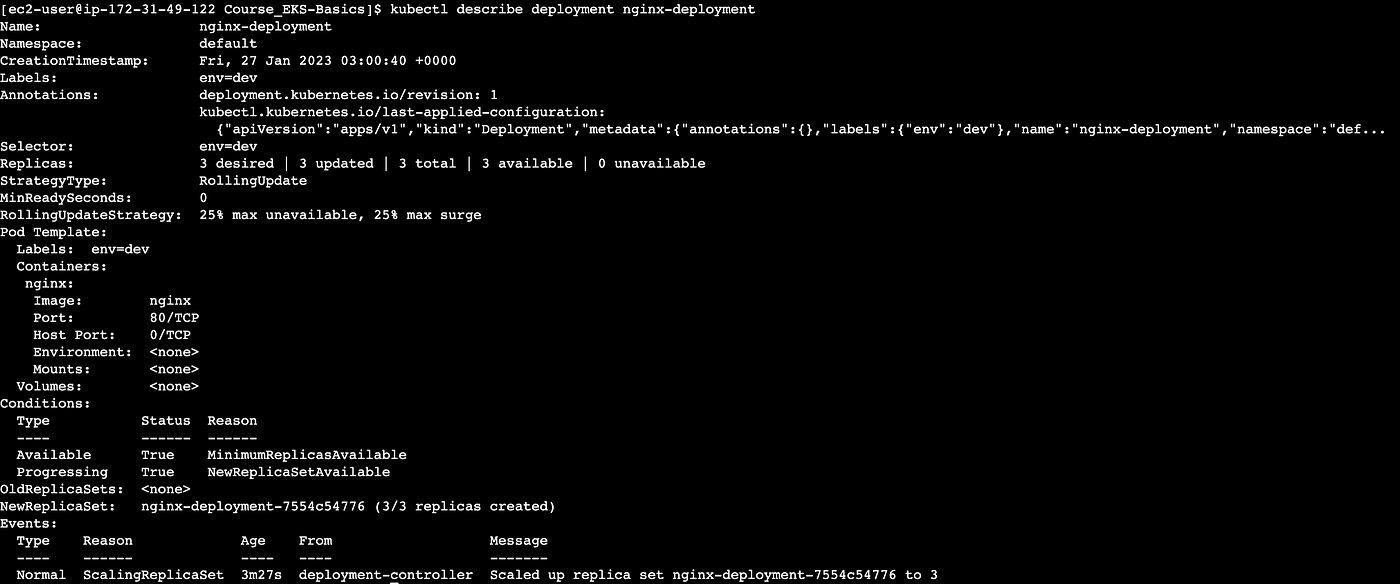 [ec2-user@ip-172-31-49-122 Course_EKS-Basics]$ kubectl describe deployment nginx-deployment
Name:                   nginx-deployment
Namespace:              default
CreationTimestamp:      Fri, 27 Jan 2023 03:00:40 +0000
Labels:                 env=dev
Annotations:            deployment.kubernetes.io/revision: 1
                        kubectl.kubernetes.io/last-applied-configuration:
                          {"apiVersion":"apps/v1","kind":"Deployment","metadata":{"annotations":{},"labels":{"env":"dev"},"name":"nginx-deployment","namespace":"def...
Selector:               env=dev
Replicas:               3 desired | 3 updated | 3 total | 3 available | 0 unavailable
StrategyType:           RollingUpdate
MinReadySeconds:        0
RollingUpdateStrategy:  25% max unavailable, 25% max surge
Pod Template:
  Labels:  env=dev
  Containers:
   nginx:
    Image:        nginx
    Port:         80/TCP
    Host Port:    0/TCP
    Environment:  <none>
    Mounts:       <none>
  Volumes:        <none>
Conditions:
  Type           Status  Reason
  ----           ------  ------
  Available      True    MinimumReplicasAvailable
  Progressing    True    NewReplicaSetAvailable
OldReplicaSets:  <none>
NewReplicaSet:   nginx-deployment-7554c54776 (3/3 replicas created)
Events:
  Type    Reason             Age    From                   Message
  ----    ------             ----   ----                   -------
  Normal  ScalingReplicaSet  3m27s  deployment-controller  Scaled up replica set nginx-deployment-7554c54776 to 3